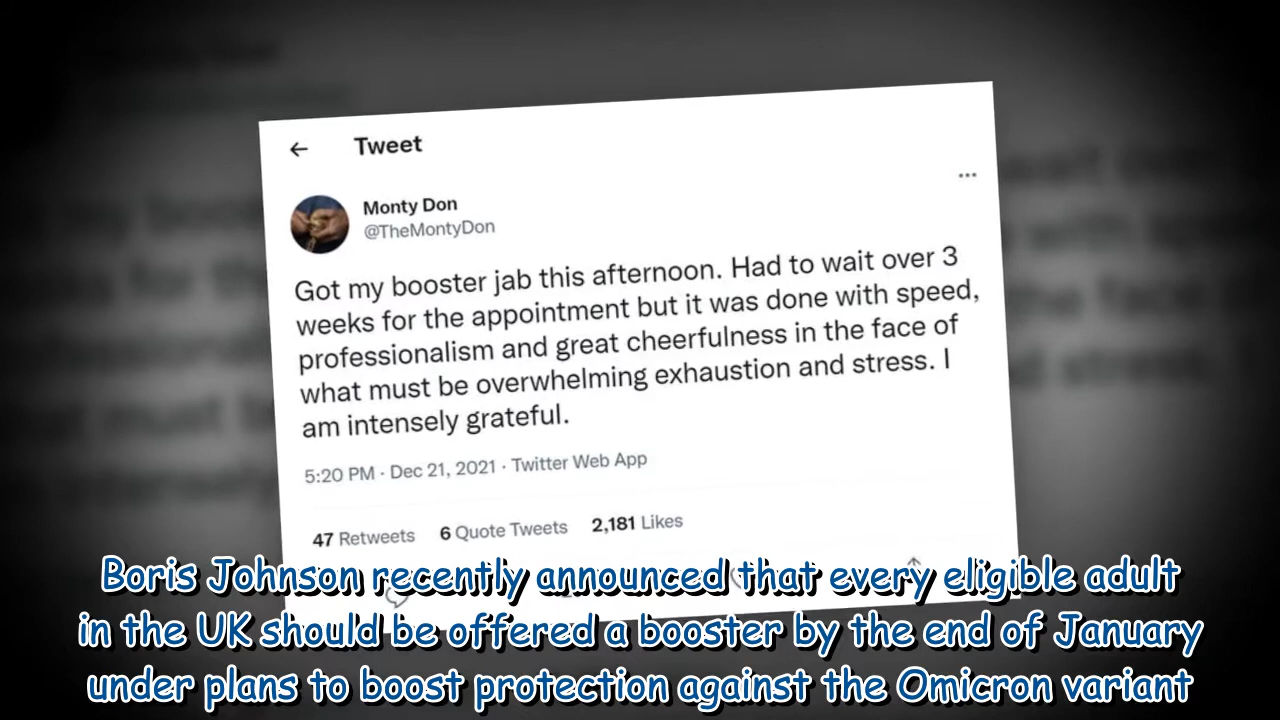 Tweet
Monty Don
@TheMontyDon
Got my booster jab this afternoon. Had to wait over 3
weeks for the appointment but it was done with speed,
professionalism and great cheerfulness in the face of
what must be overwhelming exhaustion and stress. I
am intensely grateful.
5:20 PM · Dec 21, 2021 · Twitter Web App
47 Retweets 6 Quote Tweets 2,181 Likes
Boris Johnson recently announced that every eligible adult
in the UK should be offered a booster by the end of January
under plans to boost protection against the Omicron variant